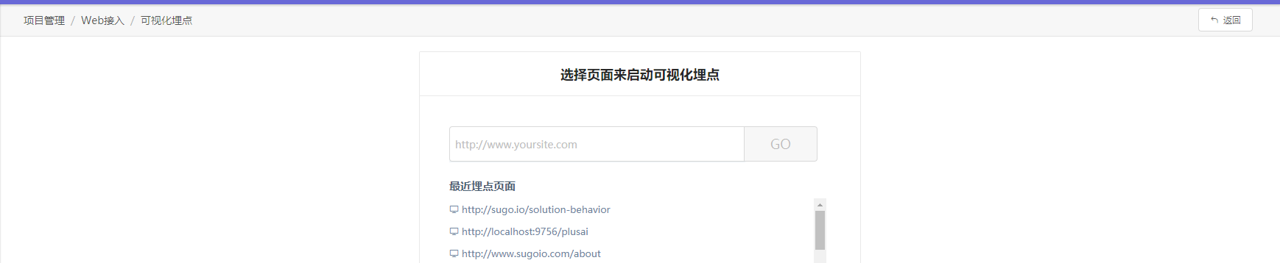 项目管理 / Web接入 / 可视化埋点
返回
选择页面来启动可视化埋点
http://www.yoursite.com
GO
最近埋点页面
http://sugo.io/solution-behavior
http://localhost:9756/plusai
http://www.sugoio.com/about